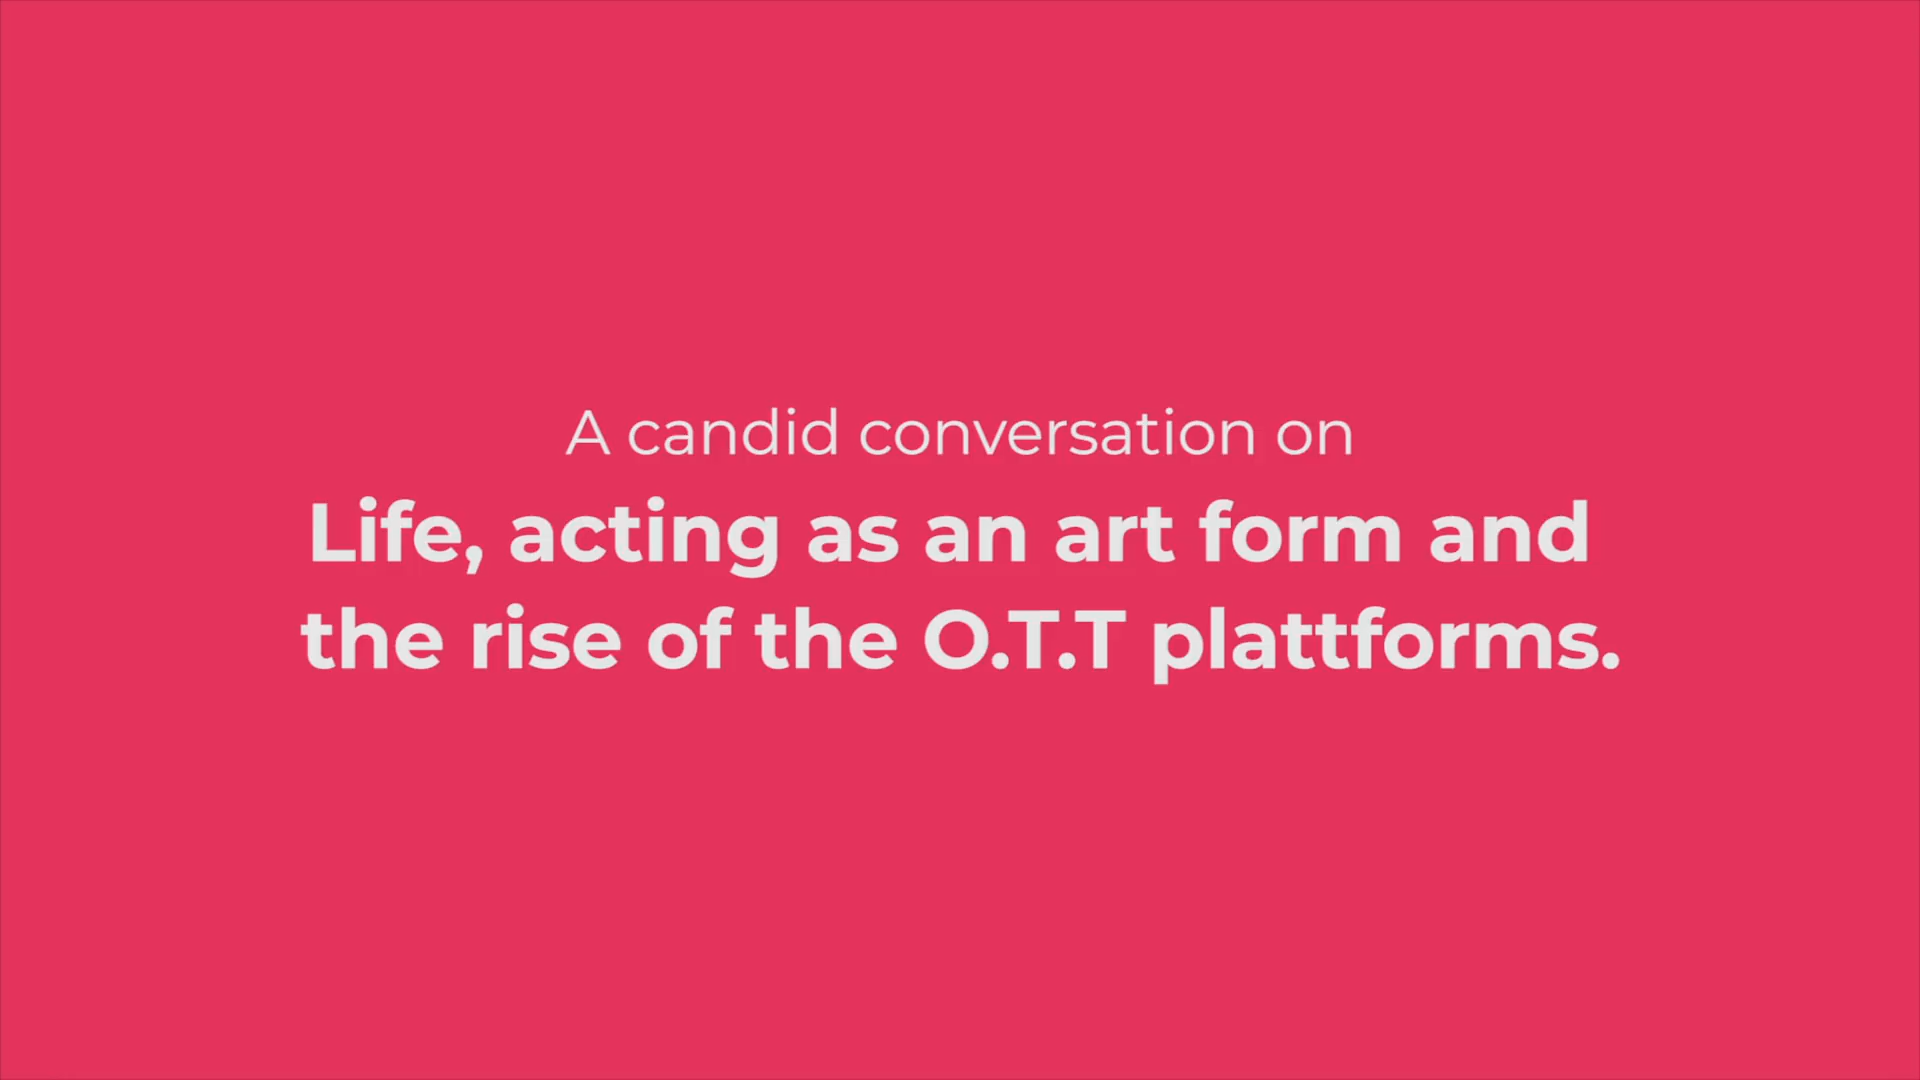 A candid conversation on
Life, acting as an art form and
the rise of the O.T.T plattforms.